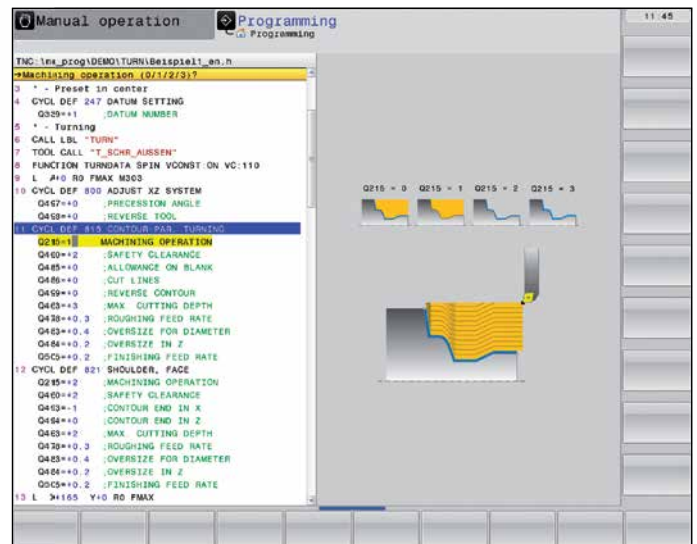 Manual operation
Programming
Programming
11:45
TNC:\nc_prog\DEMO\TURN\Beispiel1_en.h
→Machining operation (0/1/2/3)?
3 * - Preset in center
4 CYCL DEF 247 DATUM SETTING
Q339=+1 ;DATUM NUMBER
5 * - Turning
6 CALL LBL "TURN"
7 TOOL CALL "T_SCHR_AUSSEN"
8 FUNCTION TURNDATA SPIN VCONST:ON VC:110
9 L A+0 R0 FMAX M303
10 CYCL DEF 800 ADJUST XZ SYSTEM
Q497=+0 ;PRECESSION ANGLE
Q498=+0 ;REVERSE TOOL
11 CYCL DEF 815 CONTOUR-PAR. TURNING
Q215=1 MACHINING OPERATION
Q460=+2 ;SAFETY CLEARANCE
Q485=+0 ;ALLOWANCE ON BLANK
Q486=+0 ;CUT LINES
Q499=+0 ;REVERSE CONTOUR
Q463=+3 ;MAX. CUTTING DEPTH
Q478=+0.3 ;ROUGHING FEED RATE
Q483=+0.4 ;OVERSIZE FOR DIAMETER
Q484=+0.2 ;OVERSIZE IN Z
Q505=+0.2 ;FINISHING FEED RATE
12 CYCL DEF 821 SHOULDER, FACE
Q215=+2 ;MACHINING OPERATION
Q460=+2 ;SAFETY CLEARANCE
Q493=-1 ;CONTOUR END IN X
Q494=+0 ;CONTOUR END IN Z
Q463=+2 ;MAX. CUTTING DEPTH
Q478=+0.3 ;ROUGHING FEED RATE
Q483=+0.4 ;OVERSIZE FOR DIAMETER
Q484=+0.2 ;OVERSIZE IN Z
Q505=+0.2 ;FINISHING FEED RATE
13 L X+165 Y+0 R0 FMAX
Q215 = 0 Q215 = 1 Q215 = 2 Q215 = 3